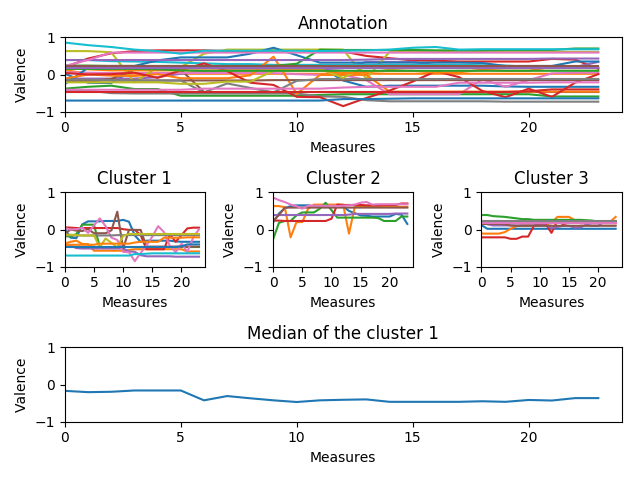 Annotation
Valence
1
0
−1
0 5 10 15 20
Measures
Cluster 1 Cluster 2 Cluster 3
Valence Valence Valence
1 1 1
0 0 0
−1 −1 −1
0 5 10 15 20 0 5 10 15 20 0 5 10 15 20
Measures Measures Measures
Median of the cluster 1
Valence
1
0
−1
0 5 10 15 20
Measures